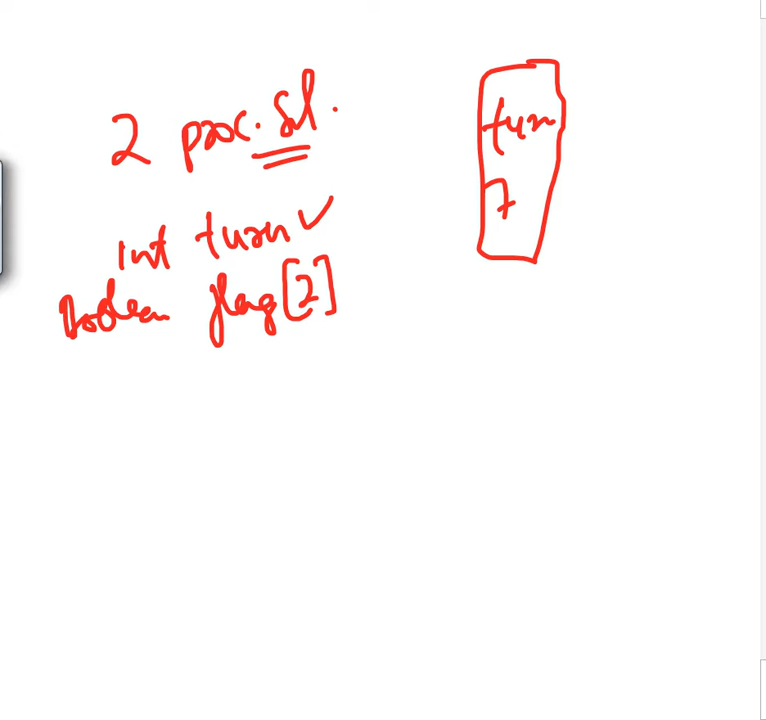 2 proc. Sol.
int turn ✓
Boolean flag[2]
turn